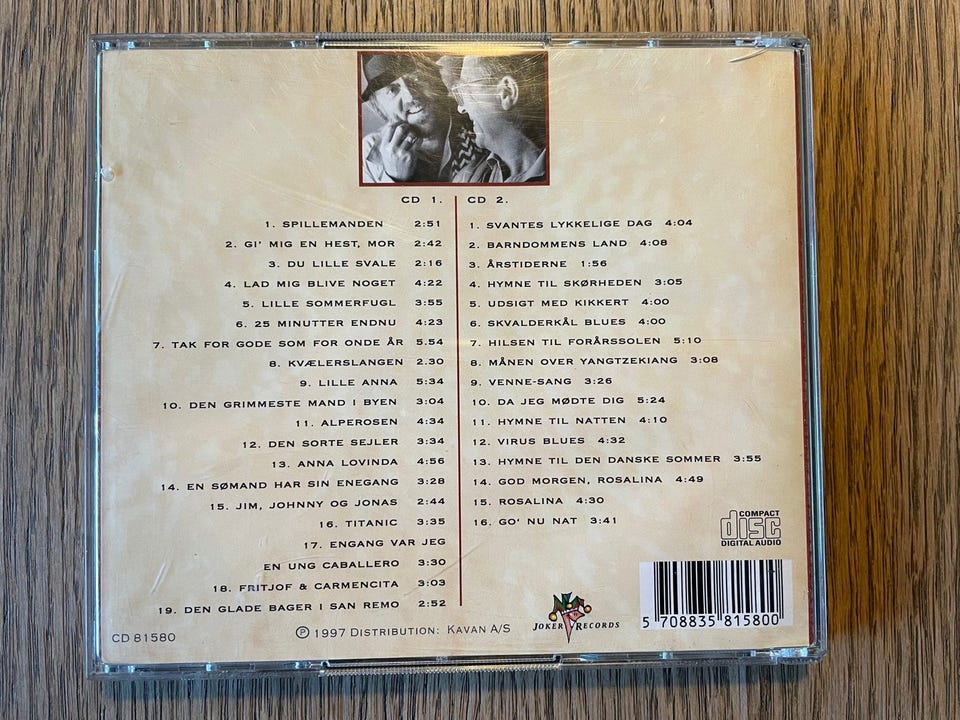 CD 1.
1. SPILLEMANDEN 2:51
2. GI' MIG EN HEST, MOR 2:42
3. DU LILLE SVALE 2:16
4. LAD MIG BLIVE NOGET 4:22
5. LILLE SOMMERFUGL 3:55
6. 25 MINUTTER ENDNU 4:23
7. TAK FOR GODE SOM FOR ONDE ÅR 5.54
8. KVÆLERSLANGEN 2.30
9. LILLE ANNA 5:34
10. DEN GRIMMESTE MAND I BYEN 3:04
11. ALPEROSEN 4:34
12. DEN SORTE SEJLER 3:34
13. ANNA LOVINDA 4:56
14. EN SØMAND HAR SIN ENEGANG 3:28
15. JIM, JOHNNY OG JONAS 2:44
16. TITANIC 3:35
17. ENGANG VAR JEG
EN UNG CABALLERO 3:30
18. FRITJOF & CARMENCITA 3:03
19. DEN GLADE BAGER I SAN REMO 2:52
CD 2.
1. SVANTES LYKKELIGE DAG 4:04
2. BARNDOMMENS LAND 4:08
3. ÅRSTIDERNE 1:56
4. HYMNE TIL SKØRHEDEN 3:05
5. UDSIGT MED KIKKERT 4:00
6. SKVALDERKÅL BLUES 4:00
7. HILSEN TIL FORÅRSSOLEN 5:10
8. MÅNEN OVER YANGTZEKIANG 3:08
9. VENNE-SANG 3:26
10. DA JEG MØDTE DIG 5:24
11. HYMNE TIL NATTEN 4:10
12. VIRUS BLUES 4:32
13. HYMNE TIL DEN DANSKE SOMMER 3:55
14. GOD MORGEN, ROSALINA 4:49
15. ROSALINA 4:30
16. GO' NU NAT 3:41
COMPACT
disc
DIGITAL AUDIO
CD 81580
℗ 1997 DISTRIBUTION: KAVAN A/S
JOKER RECORDS
5 708835 815800